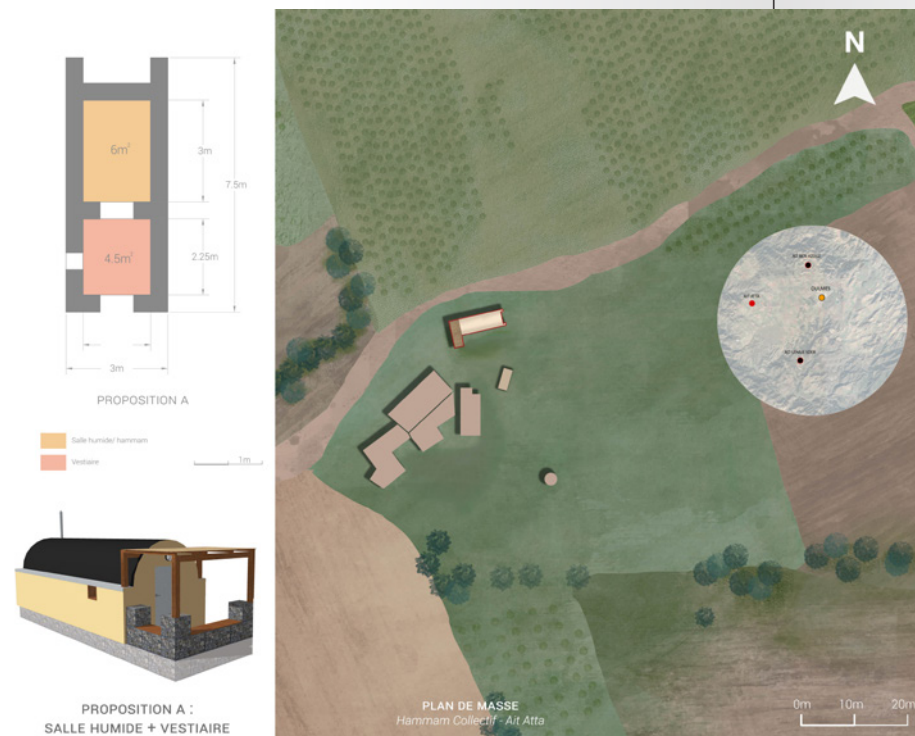 6m²
3m
7.5m
4.5m²
2.25m
3m
PROPOSITION A
Salle humide/ hammam
Vestiaire
1m
PROPOSITION A :
SALLE HUMIDE + VESTIAIRE
N
OULMES
PLAN DE MASSE
Hammam Collectif - Ait Atta
0m 10m 20m